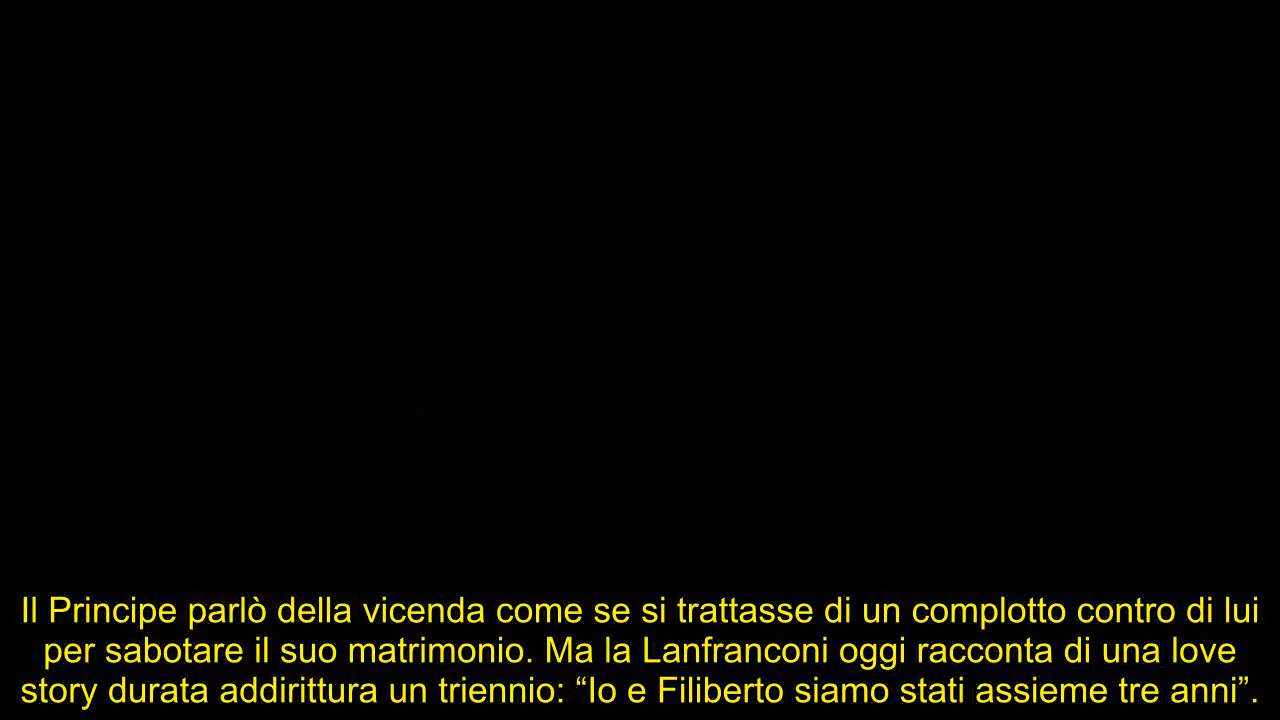 Il Principe parlò della vicenda come se si trattasse di un complotto contro di lui
per sabotare il suo matrimonio. Ma la Lanfranconi oggi racconta di una love
story durata addirittura un triennio: “Io e Filiberto siamo stati assieme tre anni”.